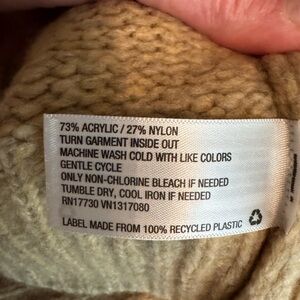 73% ACRYLIC / 27% NYLON
TURN GARMENT INSIDE OUT
MACHINE WASH COLD WITH LIKE COLORS
GENTLE CYCLE
ONLY NON-CHLORINE BLEACH IF NEEDED
TUMBLE DRY, COOL IRON IF NEEDED
RN17730 VN1317080
LABEL MADE FROM 100% RECYCLED PLASTIC